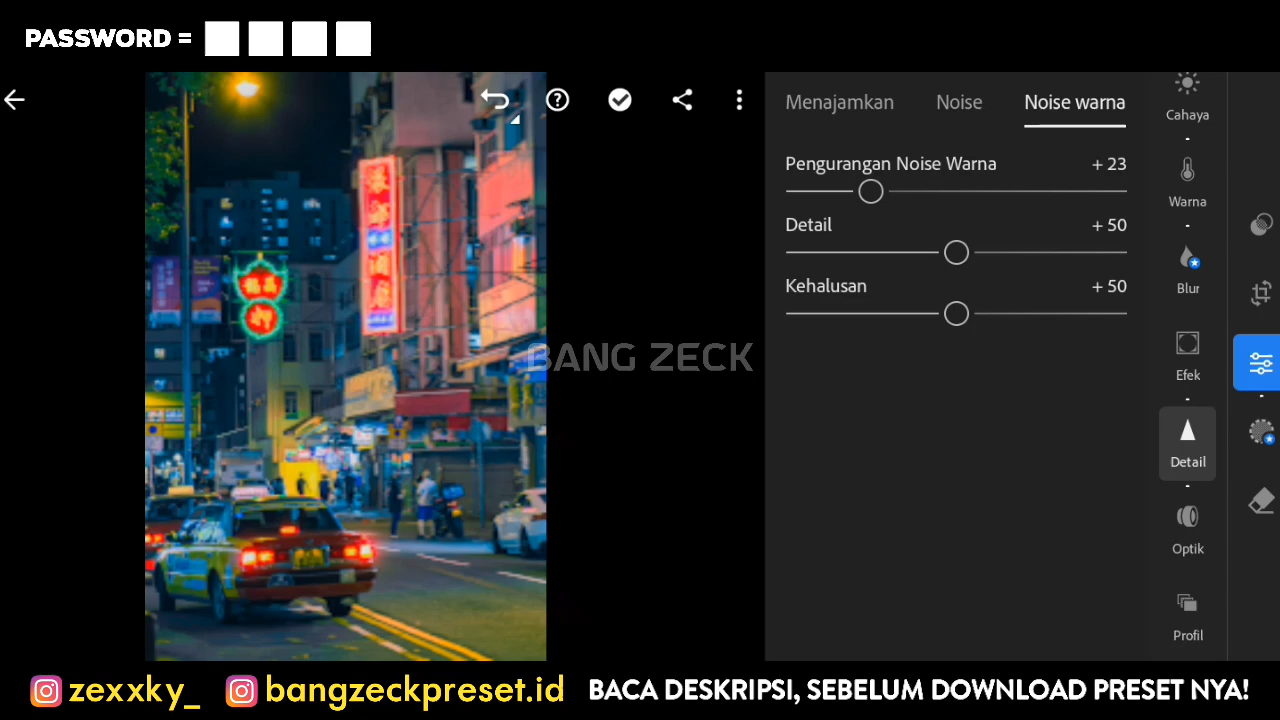 PASSWORD =
Menajamkan
Noise
Noise warna
Pengurangan Noise Warna
+ 23
Detail
+ 50
Kehalusan
+ 50
Cahaya
Warna
Blur
Efek
Detail
Optik
Profil
BANG ZECK
zexxky_
bangzeckpreset.id
BACA DESKRIPSI, SEBELUM DOWNLOAD PRESET NYA!